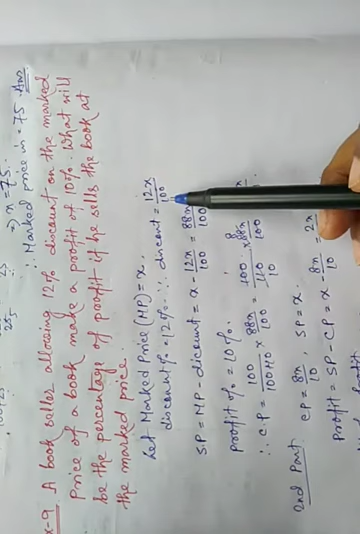 ⇒ x = 75.
∴ Marked price is = 75 Ans
x-9 A book seller allowing 12% discount on the marked
price of a book make a profit of 10%. What will
be the percentage of profit if he sells the book at
the marked price.
Let Marked Price (MP) = x.
discount% = 12% ∴ discount = 12x/100
SP = MP - discount = x - 12x/100 = 88x/100
profit% = 10%.
∴ C.P = 100/(100+10) × 88x/100 = 100/110 × 88x/100
2nd Part CP = 8x/10, SP = x.
Profit = SP - CP = x - 8x/10 = 2x